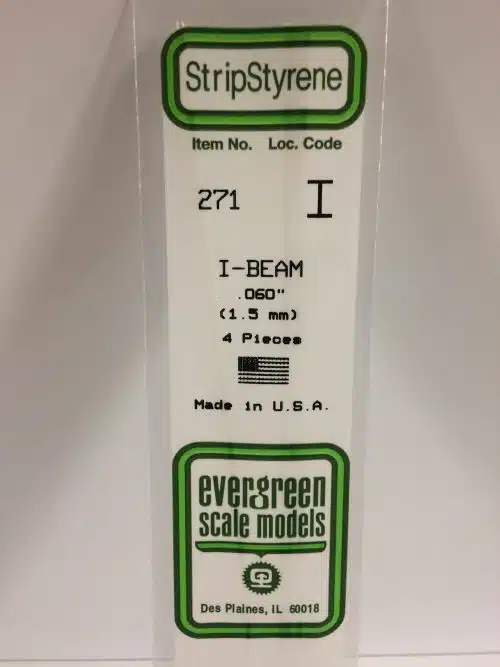 StripStyrene
Item No. Loc. Code
271 I
I-BEAM
.060"
(1.5 mm)
4 Pieces
Made in U.S.A.
evergreen
scale models
Des Plaines, IL 60018